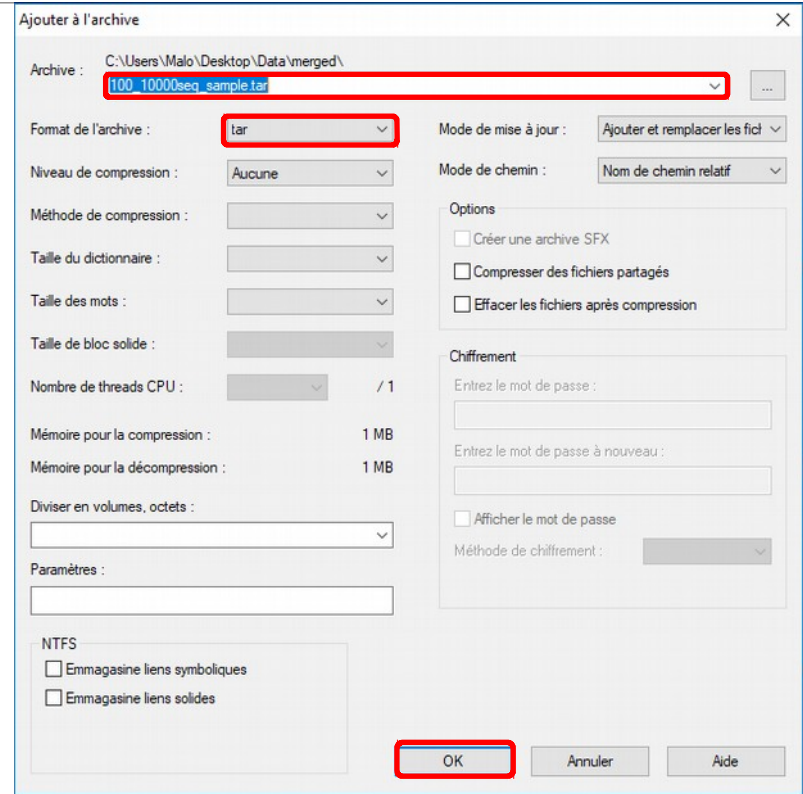 Ajouter à l'archive
Archive :
C:\Users\Malo\Desktop\Data\merged\
100_10000seq_sample.tar
...
Format de l'archive :
tar
Niveau de compression :
Aucune
Méthode de compression :
Taille du dictionnaire :
Taille des mots :
Taille de bloc solide :
Nombre de threads CPU :
/ 1
Mémoire pour la compression :
1 MB
Mémoire pour la décompression :
1 MB
Diviser en volumes, octets :
Paramètres :
NTFS
Emmagasine liens symboliques
Emmagasine liens solides
Mode de mise à jour :
Ajouter et remplacer les fich
Mode de chemin :
Nom de chemin relatif
Options
Créer une archive SFX
Compresser des fichiers partagés
Effacer les fichiers après compression
Chiffrement
Entrez le mot de passe :
Entrez le mot de passe à nouveau :
Afficher le mot de passe
Méthode de chiffrement :
OK
Annuler
Aide